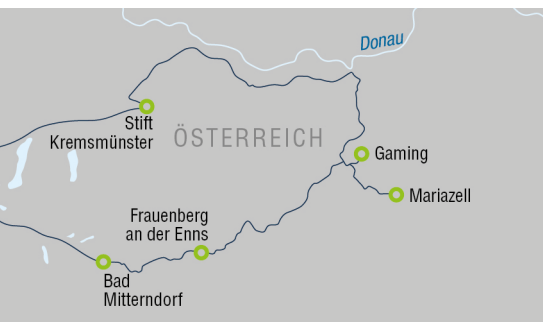 Donau
Stift
Kremsmünster
ÖSTERREICH
Gaming
Mariazell
Frauenberg
an der Enns
Bad
Mitterndorf